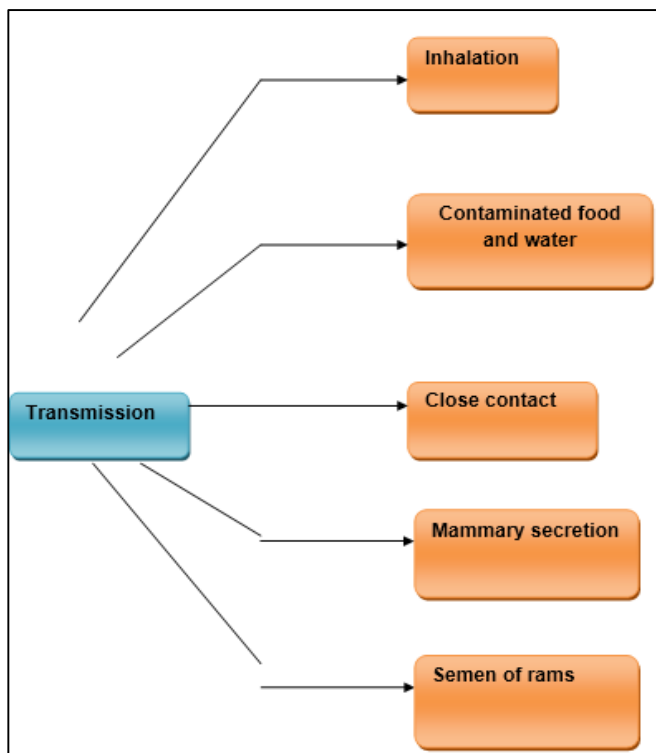 Inhalation
Contaminated food
and water
Transmission
Close contact
Mammary secretion
Semen of rams